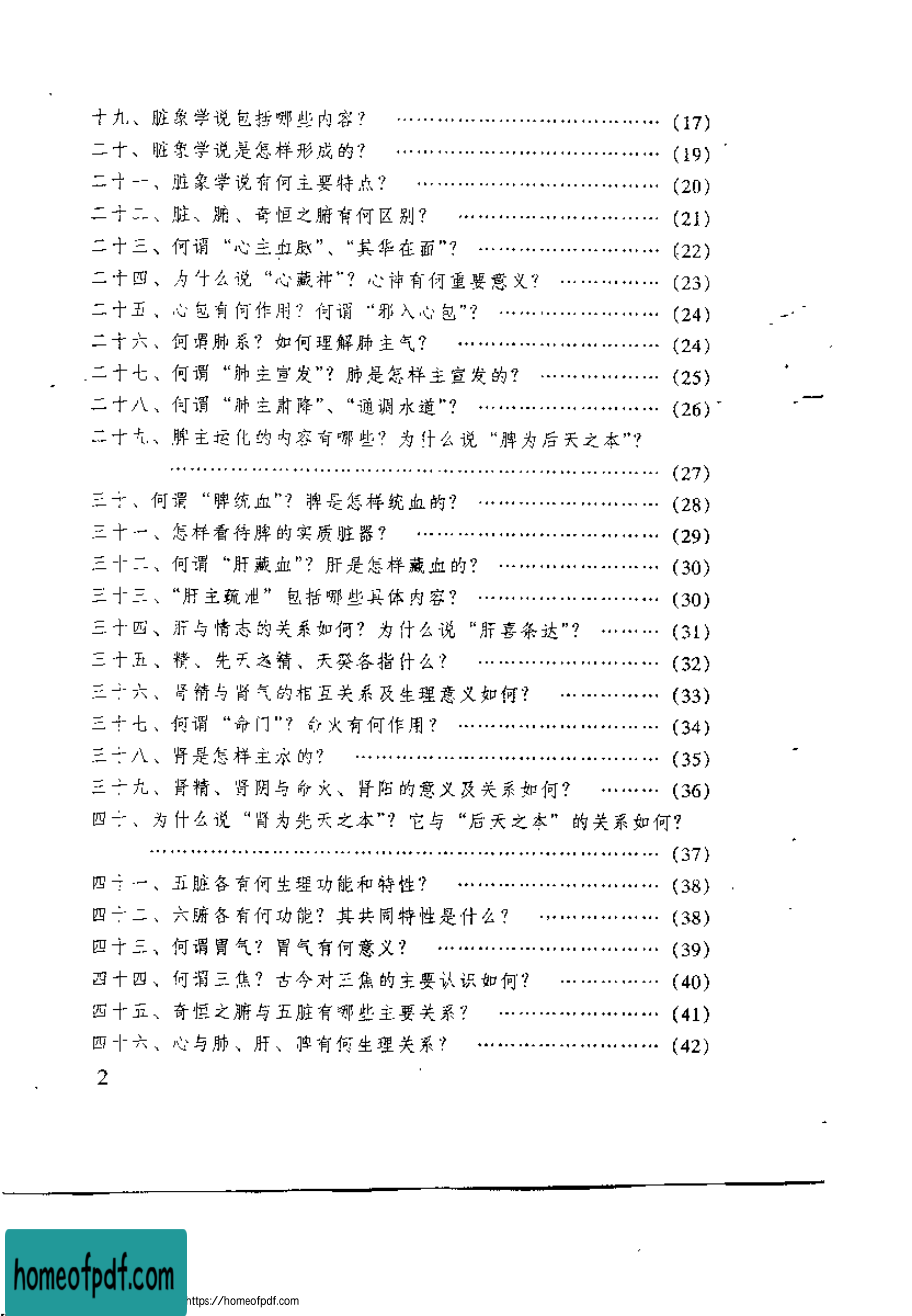 十九、脏象学说包括哪些内容? …………………………………… (17)
二十、脏象学说是怎样形成的? …………………………………… (19)
二十一、脏象学说有何主要特点? ………………………………… (20)
二十二、脏、腑、奇恒之腑有何区别? …………………………… (21)
二十三、何谓“心主血脉”、“其华在面”? ……………………… (22)
二十四、为什么说“心藏神”? 心神有何重要意义? …………… (23)
二十五、心包有何作用? 何谓“邪入心包”? …………………… (24)
二十六、何谓肺系? 如何理解肺主气? …………………………… (24)
二十七、何谓“肺主宣发”? 肺是怎样主宣发的? ……………… (25)
二十八、何谓“肺主肃降”、“通调水道”? ……………………… (26)
二十九、脾主运化的内容有哪些? 为什么说“脾为后天之本”?
…………………………………………………………………… (27)
三十、何谓“脾统血”? 脾是怎样统血的? ……………………… (28)
三十一、怎样看待脾的实质脏器? ………………………………… (29)
三十二、何谓“肝藏血”? 肝是怎样藏血的? …………………… (30)
三十三、“肝主疏泄”包括哪些具体内容? ……………………… (30)
三十四、肝与情志的关系如何? 为什么说“肝喜条达”? ……… (31)
三十五、精、先天之精、天癸各指什么? ………………………… (32)
三十六、肾精与肾气的相互关系及生理意义如何? …………… (33)
三十七、何谓“命门”? 命火有何作用? ………………………… (34)
三十八、肾是怎样主水的? ………………………………………… (35)
三十九、肾精、肾阴与命火、肾阳的意义及关系如何? ……… (36)
四十、为什么说“肾为先天之本”? 它与“后天之本”的关系如何?
……………………………………………………………………… (37)
四十一、五脏各有何生理功能和特性? …………………………… (38)
四十二、六腑各有何功能? 其共同特性是什么? ……………… (38)
四十三、何谓胃气? 胃气有何意义? ……………………………… (39)
四十四、何谓三焦? 古今对三焦的主要认识如何? …………… (40)
四十五、奇恒之腑与五脏有哪些主要关系? …………………… (41)
四十六、心与肺、肝、脾有何生理关系? ………………………… (42)
2
homeofpdf.com
https://homeofpdf.com